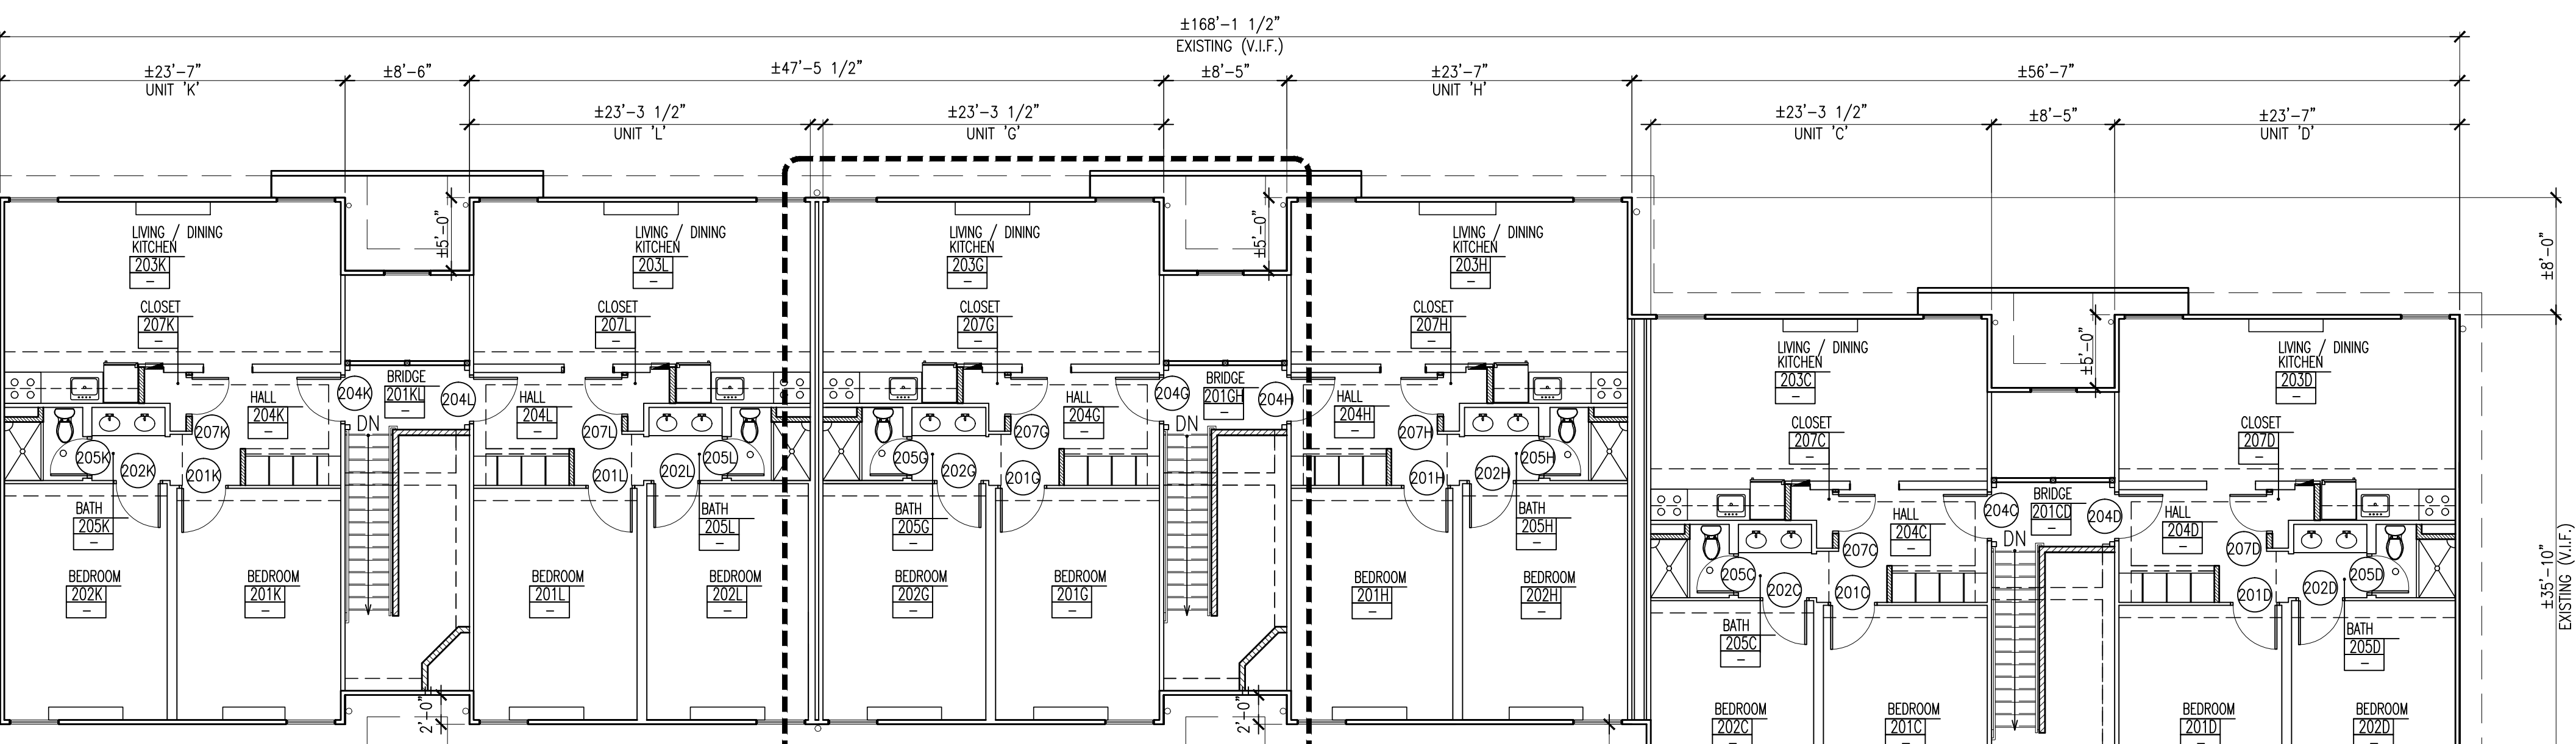 ±168'-1 1/2"
EXISTING (V.I.F.)
±23'-7"
UNIT 'K'
±8'-6"
±47'-5 1/2"
±8'-5"
±23'-7"
UNIT 'H'
±56'-7"
±23'-3 1/2"
UNIT 'L'
±23'-3 1/2"
UNIT 'G'
±23'-3 1/2"
UNIT 'C'
±8'-5"
±23'-7"
UNIT 'D'
LIVING / DINING
KITCHEN
203K
-
±5'-0"
LIVING / DINING
KITCHEN
203L
-
LIVING / DINING
KITCHEN
203G
-
±5'-0"
LIVING / DINING
KITCHEN
203H
-
±8'-0"
CLOSET
207K
-
CLOSET
207L
-
CLOSET
207G
-
CLOSET
207H
-
LIVING / DINING
KITCHEN
203C
-
±5'-0"
LIVING / DINING
KITCHEN
203D
-
HALL
204K
-
204K
BRIDGE
201KL
-
204L
DN
HALL
204L
-
HALL
204G
-
204G
BRIDGE
201GH
-
204H
DN
HALL
204H
-
207K
207L
207G
207H
CLOSET
207C
-
CLOSET
207D
-
205K
202K
201K
201L
202L
205L
205G
202G
201G
201H
202H
205H
BATH
205K
-
BATH
205L
-
BATH
205G
-
BATH
205H
-
HALL
204C
-
204C
BRIDGE
201CD
-
204D
DN
HALL
204D
-
207C
207D
BEDROOM
202K
-
BEDROOM
201K
-
BEDROOM
201L
-
BEDROOM
202L
-
BEDROOM
202G
-
BEDROOM
201G
-
BEDROOM
201H
-
BEDROOM
202H
-
205C
202C
201C
201D
202D
205D
±35'-10"
EXISTING (V.I.F.)
BATH
205C
-
BATH
205D
-
2'-0"
2'-0"
BEDROOM
202C
-
BEDROOM
201C
-
BEDROOM
201D
-
BEDROOM
202D
-